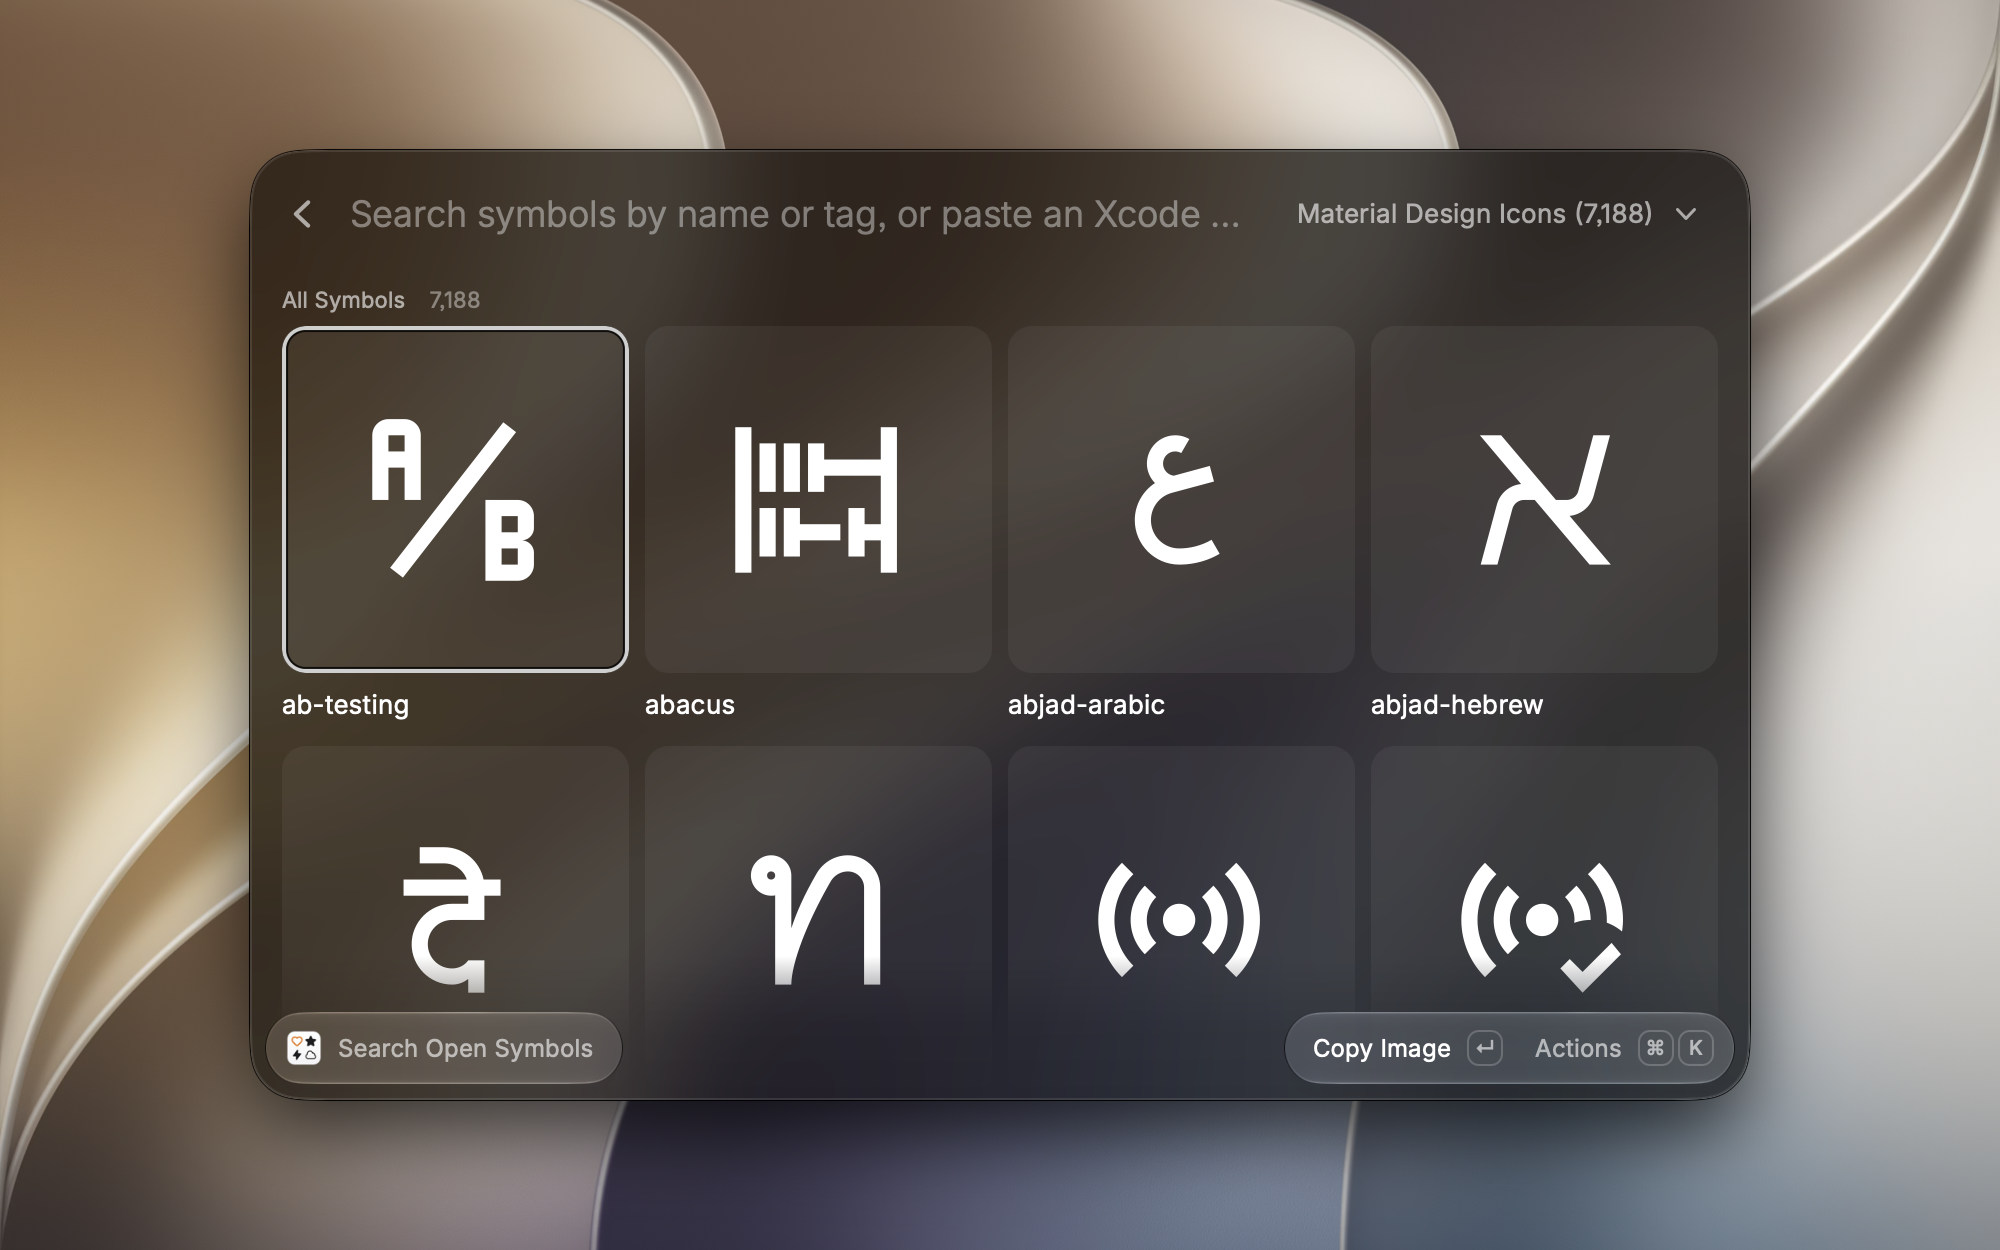 Search symbols by name or tag, or paste an Xcode ...
Material Design Icons (7,188)
All Symbols 7,188
A/B
ع
א
ab-testing
abacus
abjad-arabic
abjad-hebrew
दे
ท
Search Open Symbols
Copy Image ↵ Actions ⌘ K